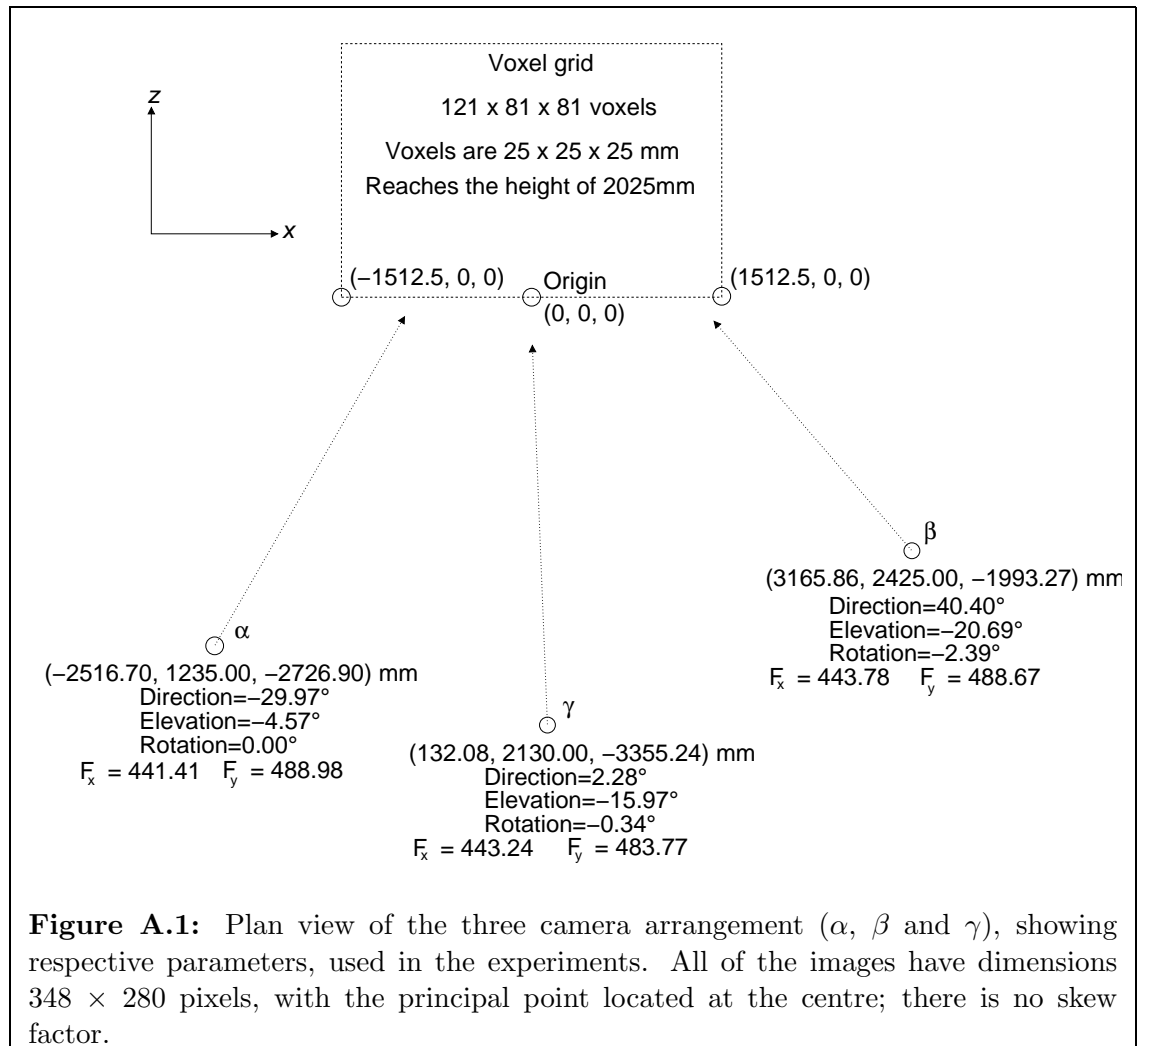 Voxel grid
121 x 81 x 81 voxels
Voxels are 25 x 25 x 25 mm
Reaches the height of 2025mm
z
x
(−1512.5, 0, 0)
Origin
(0, 0, 0)
(1512.5, 0, 0)
β
(3165.86, 2425.00, −1993.27) mm
Direction=40.40°
Elevation=−20.69°
Rotation=−2.39°
Fx = 443.78 Fy = 488.67
α
(−2516.70, 1235.00, −2726.90) mm
Direction=−29.97°
Elevation=−4.57°
Rotation=0.00°
Fx = 441.41 Fy = 488.98
γ
(132.08, 2130.00, −3355.24) mm
Direction=2.28°
Elevation=−15.97°
Rotation=−0.34°
Fx = 443.24 Fy = 483.77
Figure A.1: Plan view of the three camera arrangement (α, β and γ), showing
respective parameters, used in the experiments. All of the images have dimensions
348 × 280 pixels, with the principal point located at the centre; there is no skew
factor.